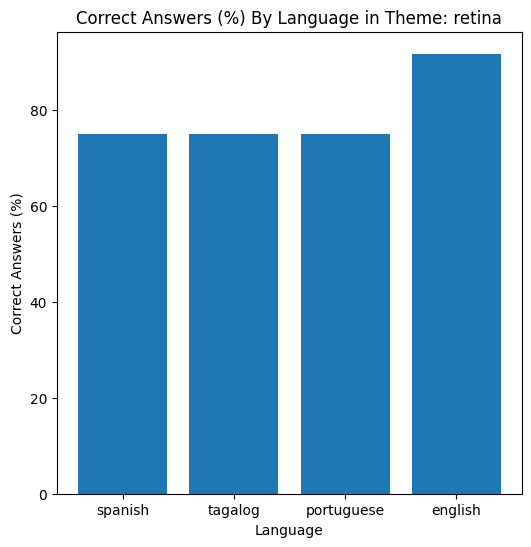 Correct Answers (%) By Language in Theme: retina
Correct Answers (%)
80
60
40
20
0
spanish tagalog portuguese english
Language